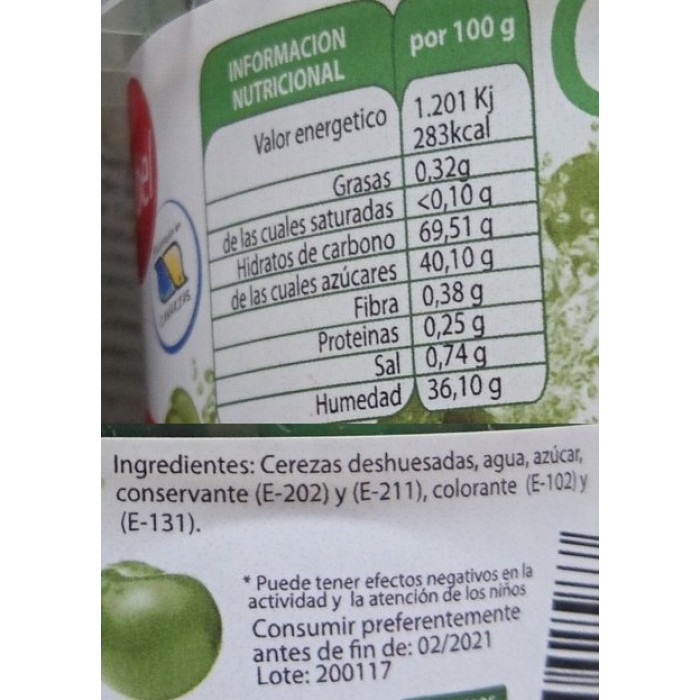 INFORMACION
NUTRICIONAL
por 100 g
Valor energetico
1.201 Kj
283kcal
Grasas 0,32g
de las cuales saturadas <0,10 g
Hidratos de carbono 69,51 g
de las cuales azúcares 40,10 g
Fibra 0,38 g
Proteinas 0,25 g
Sal 0,74 g
Humedad 36,10 g
Ingredientes: Cerezas deshuesadas, agua, azúcar,
conservante (E-202) y (E-211), colorante (E-102) y
(E-131).
* Puede tener efectos negativos en la
actividad y la atención de los niños
Consumir preferentemente
antes de fin de: 02/2021
Lote: 200117